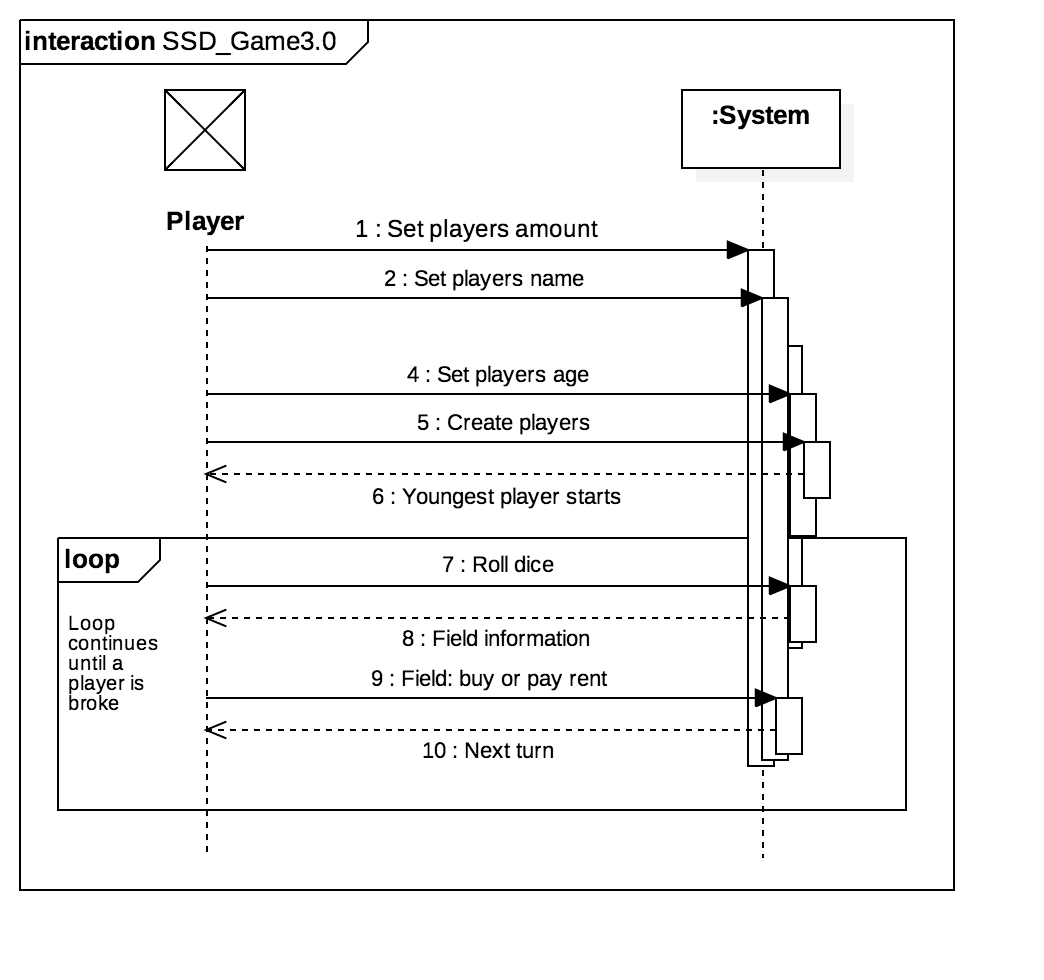 interaction SSD_Game3.0
:System
Player
1 : Set players amount
2 : Set players name
4 : Set players age
5 : Create players
6 : Youngest player starts
loop
7 : Roll dice
Loop
continues
until a
player is
broke
8 : Field information
9 : Field: buy or pay rent
10 : Next turn